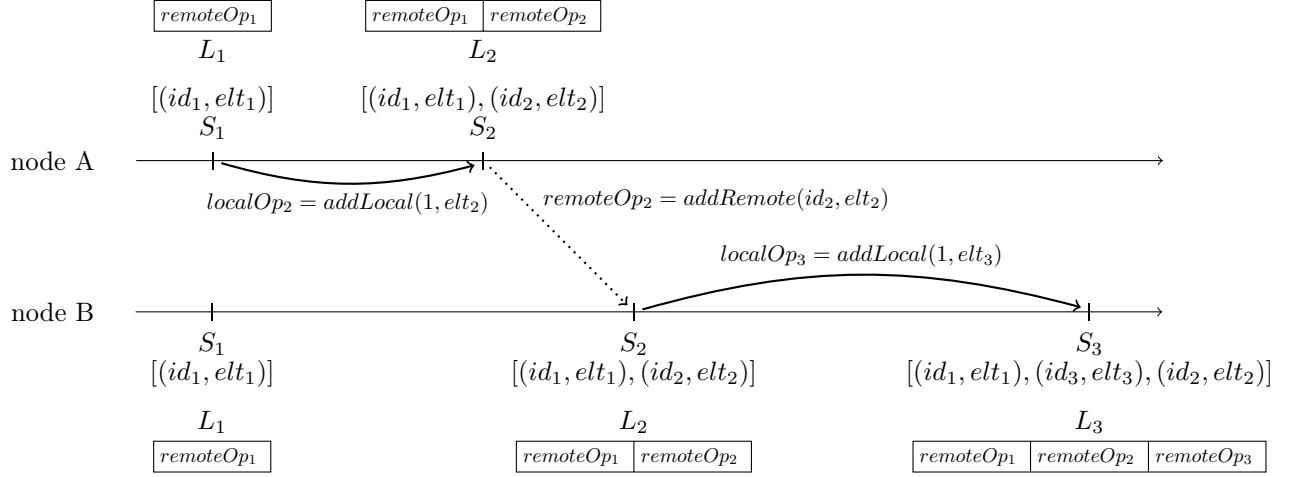 remoteOp₁ remoteOp₁ remoteOp₂
L₁ L₂
[(id₁, elt₁)] [(id₁, elt₁), (id₂, elt₂)]
S₁ S₂
node A
localOp₂ = addLocal(1, elt₂) remoteOp₂ = addRemote(id₂, elt₂)
localOp₃ = addLocal(1, elt₃)
node B
S₁ S₂ S₃
[(id₁, elt₁)] [(id₁, elt₁), (id₂, elt₂)] [(id₁, elt₁), (id₃, elt₃), (id₂, elt₂)]
L₁ L₂ L₃
remoteOp₁ remoteOp₁ remoteOp₂ remoteOp₁ remoteOp₂ remoteOp₃